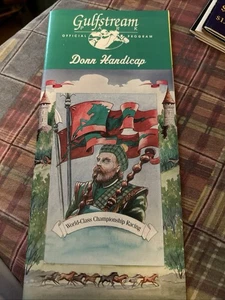 Gulfstream
OFFICIAL PROGRAM
Donn Handicap
World-Class Championship Racing